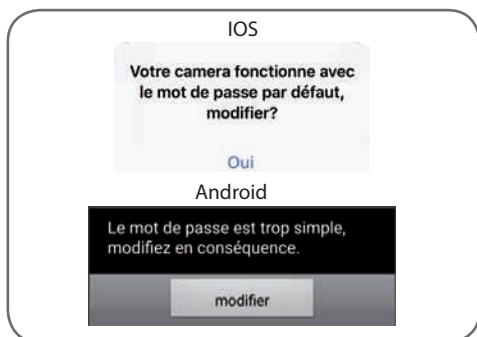 IOS
Votre camera fonctionne avec
le mot de passe par défaut,
modifier?
Oui
Android
Le mot de passe est trop simple,
modifiez en conséquence.
modifier